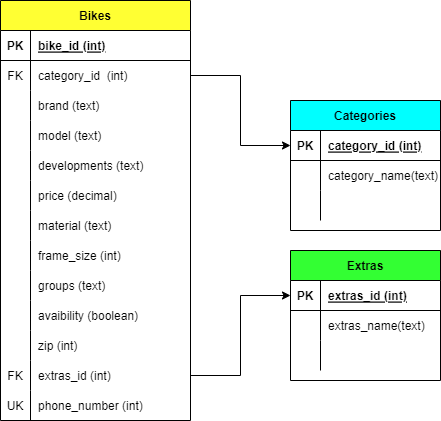 Bikes
PK bike_id (int)
FK category_id (int)
brand (text)
model (text)
developments (text)
price (decimal)
material (text)
frame_size (int)
groups (text)
avaibility (boolean)
zip (int)
FK extras_id (int)
UK phone_number (int)
Categories
PK category_id (int)
category_name(text)
Extras
PK extras_id (int)
extras_name(text)